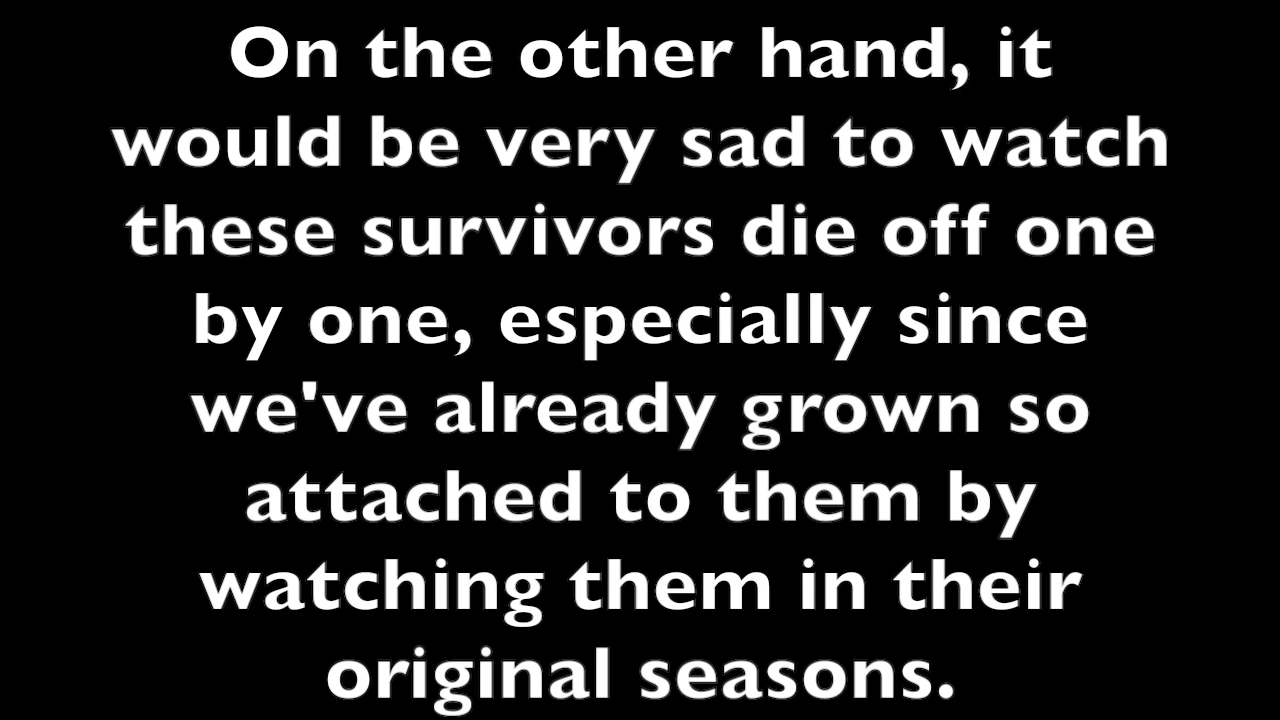 On the other hand, it
would be very sad to watch
these survivors die off one
by one, especially since
we've already grown so
attached to them by
watching them in their
original seasons.